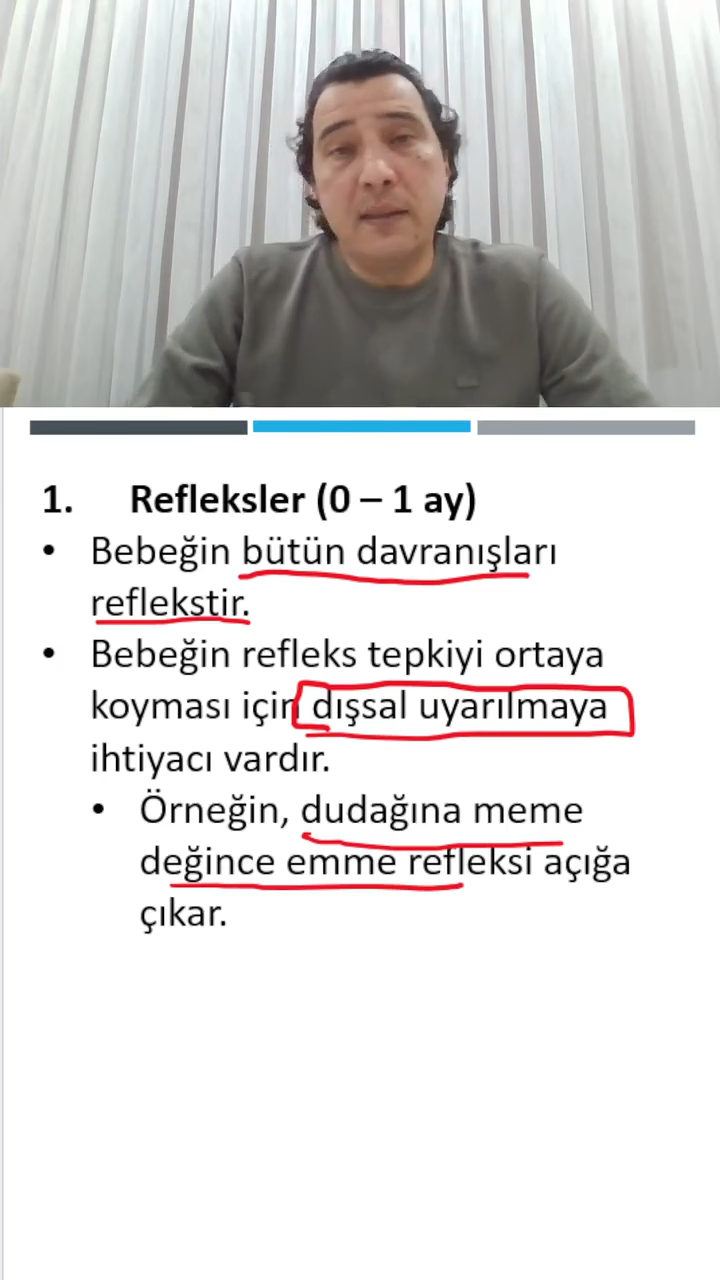 1. Refleksler (0 – 1 ay)
• Bebeğin bütün davranışları
reflekstir.
• Bebeğin refleks tepkiyi ortaya
koyması için dışsal uyarılmaya
ihtiyacı vardır.
• Örneğin, dudağına meme
değince emme refleksi açığa
çıkar.